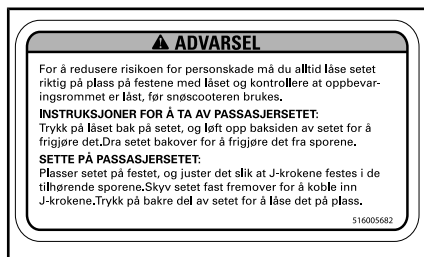 ⚠ ADVARSEL
For å redusere risikoen for personskade må du alltid låse setet
riktig på plass på festene med låset og kontrollere at oppbevar-
ingsrommet er låst, før snøscooteren brukes.
INSTRUKSJONER FOR Å TA AV PASSASJERSETET:
Trykk på låset bak på setet, og løft opp baksiden av setet for å
frigjøre det.Dra setet bakover for å frigjøre det fra sporene.
SETTE PÅ PASSASJERSETET:
Plasser setet på festet, og juster det slik at J-krokene festes i de
tilhørende sporene.Skyv setet fast fremover for å koble inn
J-krokene.Trykk på bakre del av setet for å låse det på plass.
516005682